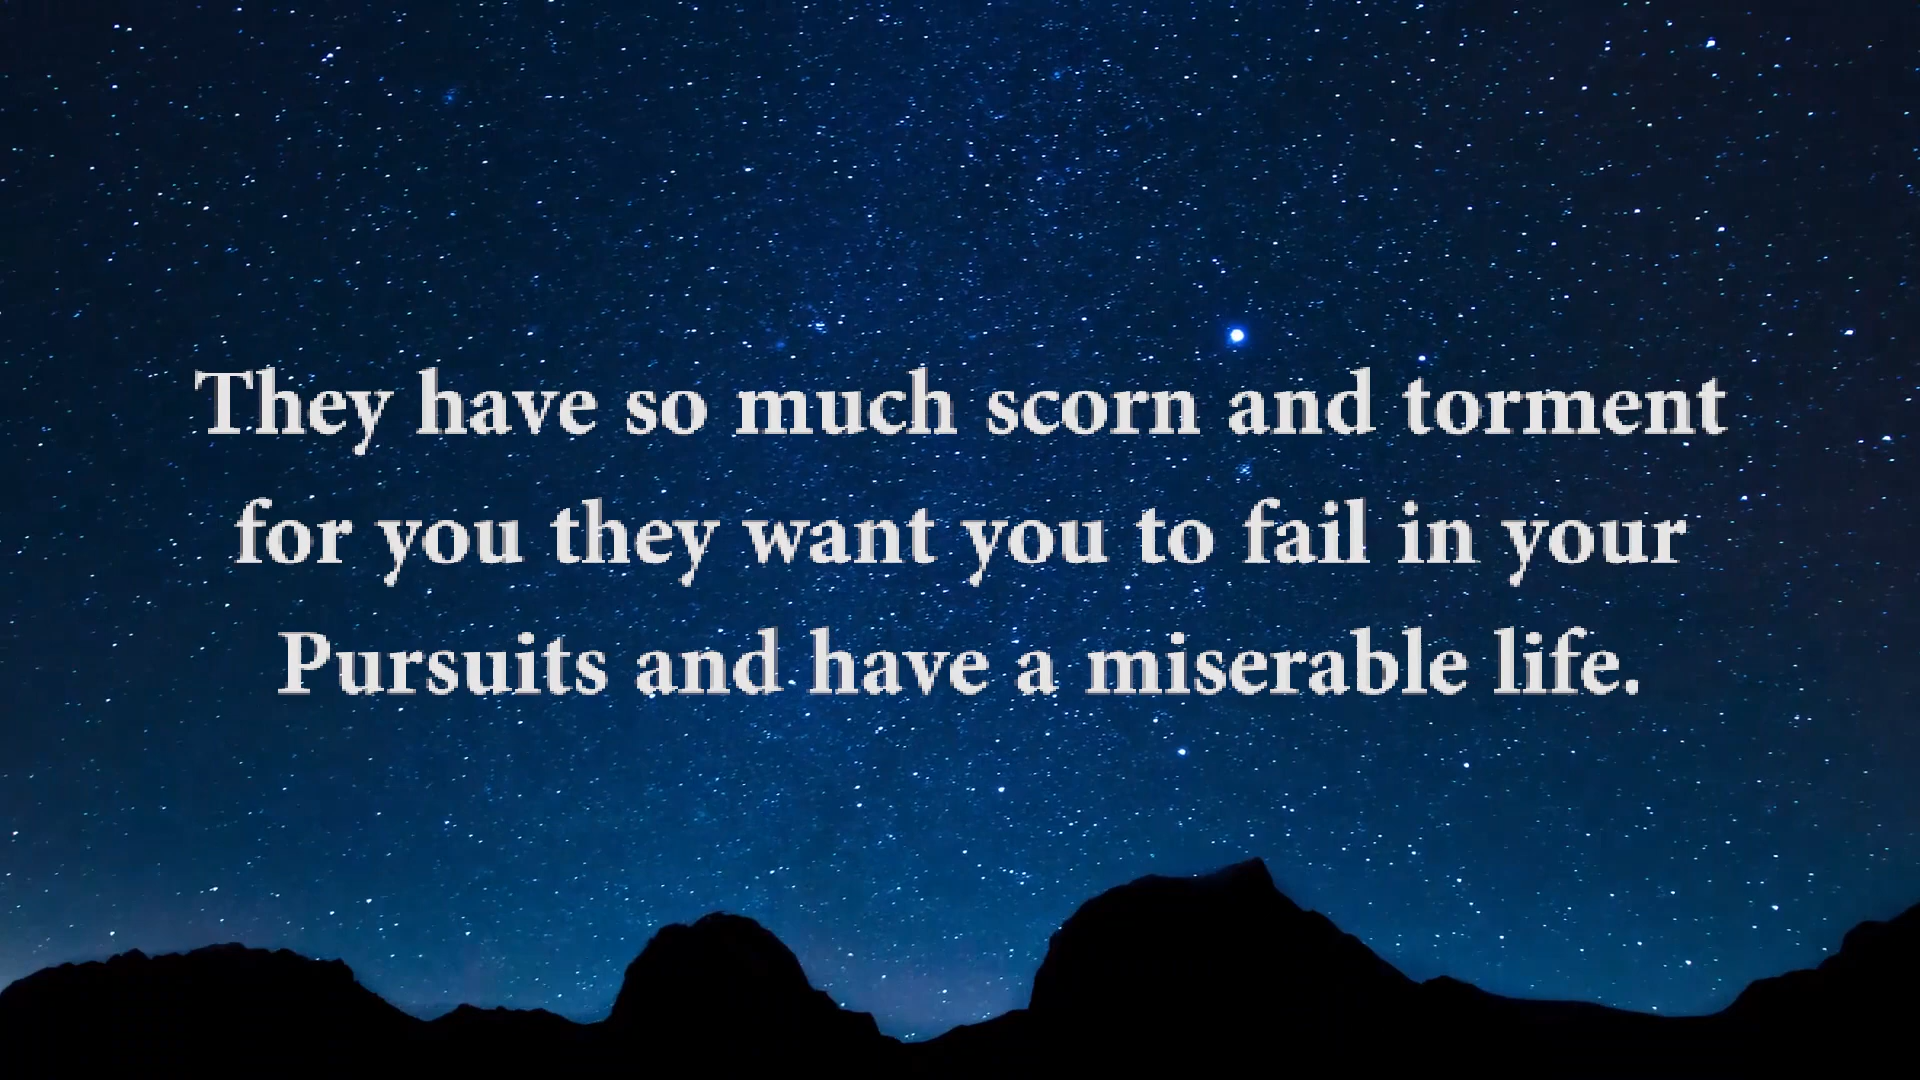 They have so much scorn and torment
for you they want you to fail in your
Pursuits and have a miserable life.